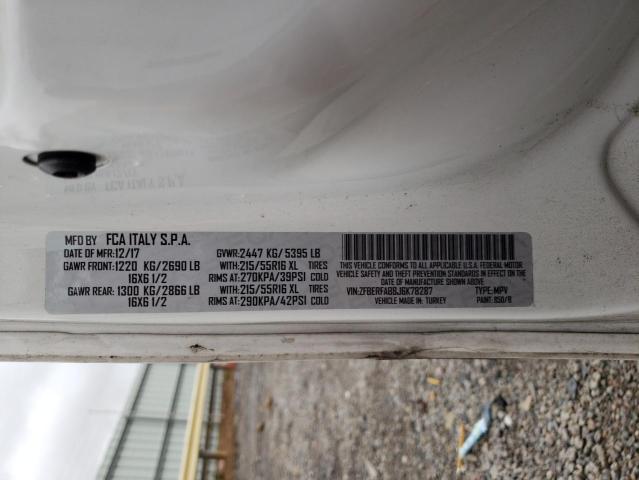 MFD BY FCA ITALY S.P.A.
DATE OF MFR:12/17 GVWR:2447 KG/5395 LB
GAWR FRONT:1220 KG/2690 LB WITH:215/55R16 XL TIRES
16X6 1/2 RIMS AT:270KPA/39PSI COLD
GAWR REAR:1300 KG/2866 LB WITH:215/55R16 XL TIRES
16X6 1/2 RIMS AT:290KPA/42PSI COLD
THIS VEHICLE CONFORMS TO ALL APPLICABLE U.S.A. FEDERAL MOTOR
VEHICLE SAFETY, BUMPER, AND THEFT PREVENTION STANDARDS IN
EFFECT ON THE DATE OF MANUFACTURE SHOWN ABOVE.
DATE OF MANUFACTURE
MADE IN: TURKEY
VIN:ZFBERFAB8J6K78287 TYPE:MPV
PAINT: 850/B